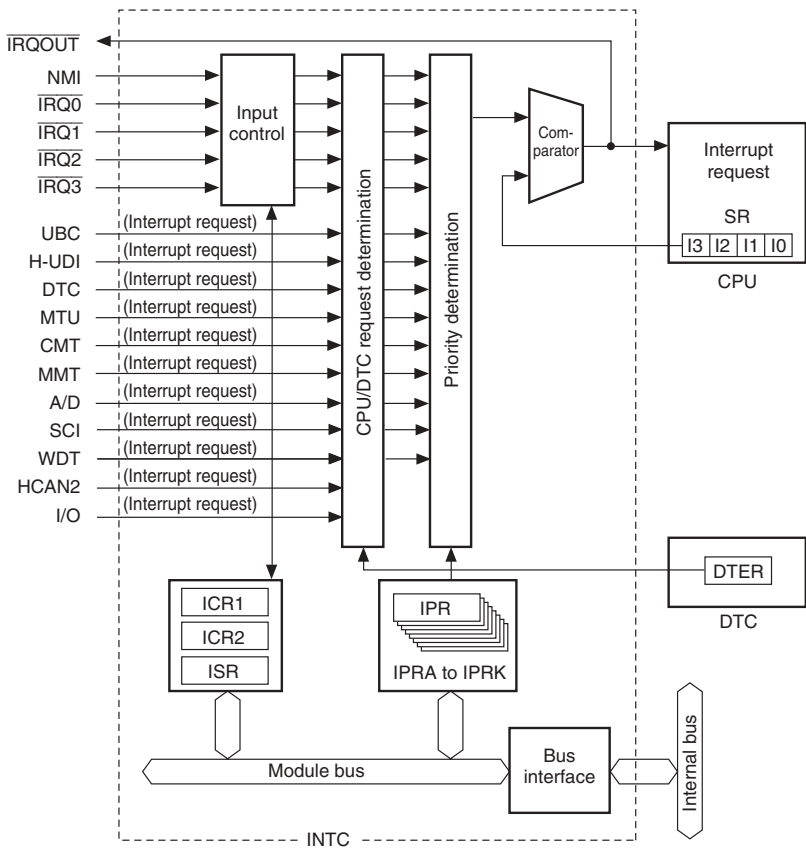 IRQOUT
NMI
IRQ0
IRQ1
IRQ2
IRQ3
UBC
H-UDI
DTC
MTU
CMT
MMT
A/D
SCI
WDT
HCAN2
I/O
(Interrupt request)
(Interrupt request)
(Interrupt request)
(Interrupt request)
(Interrupt request)
(Interrupt request)
(Interrupt request)
(Interrupt request)
(Interrupt request)
(Interrupt request)
(Interrupt request)
Input
control
CPU/DTC request determination
Priority determination
Com-
parator
Interrupt
request
SR
I3 I2 I1 I0
CPU
DTER
DTC
ICR1
ICR2
ISR
IPR
IPRA to IPRK
Module bus
Bus
interface
Internal bus
INTC